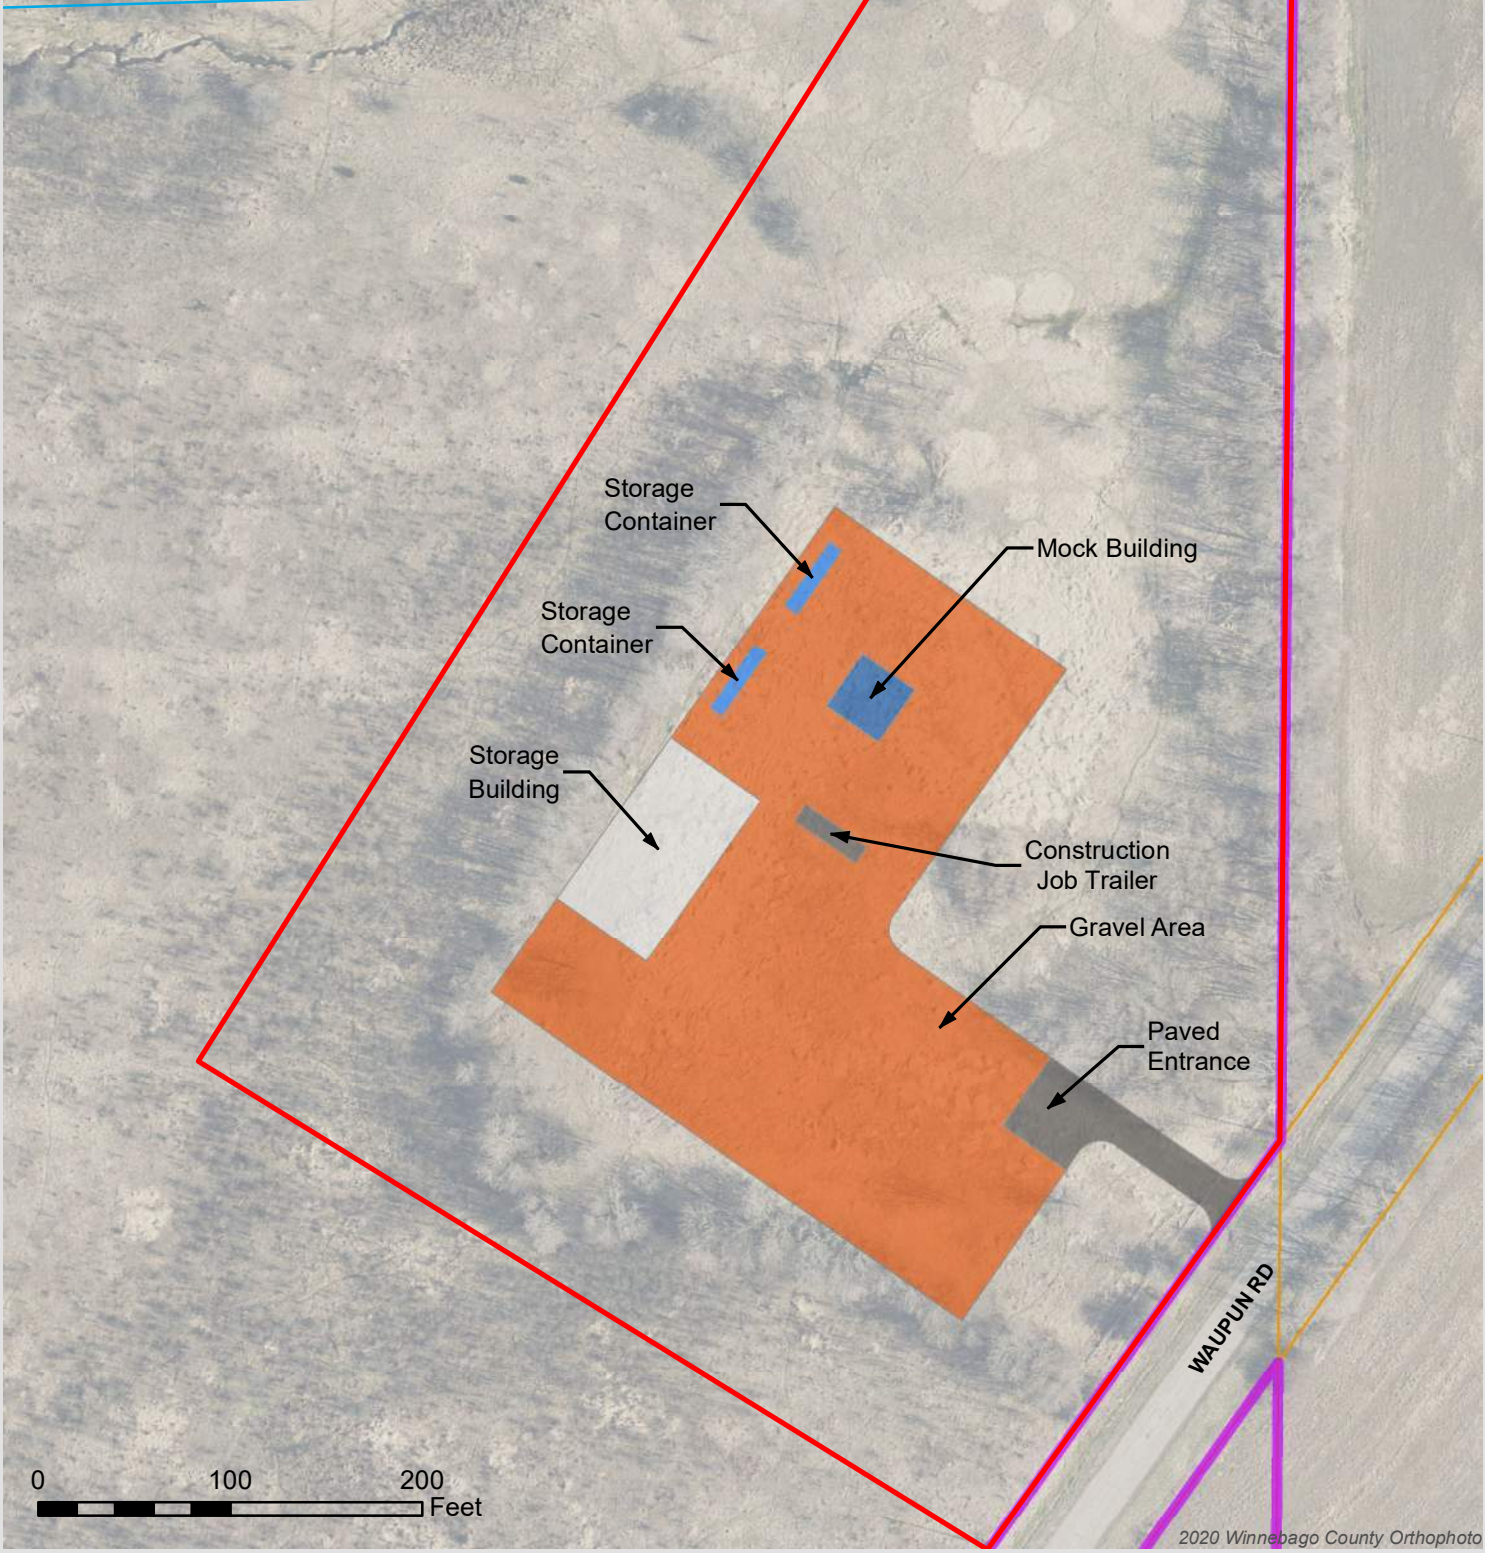 Storage
Container
Mock Building
Storage
Container
Storage
Building
Construction
Job Trailer
Gravel Area
Paved
Entrance
WAUPUN RD
0 100 200
Feet
2020 Winnebago County Orthophoto